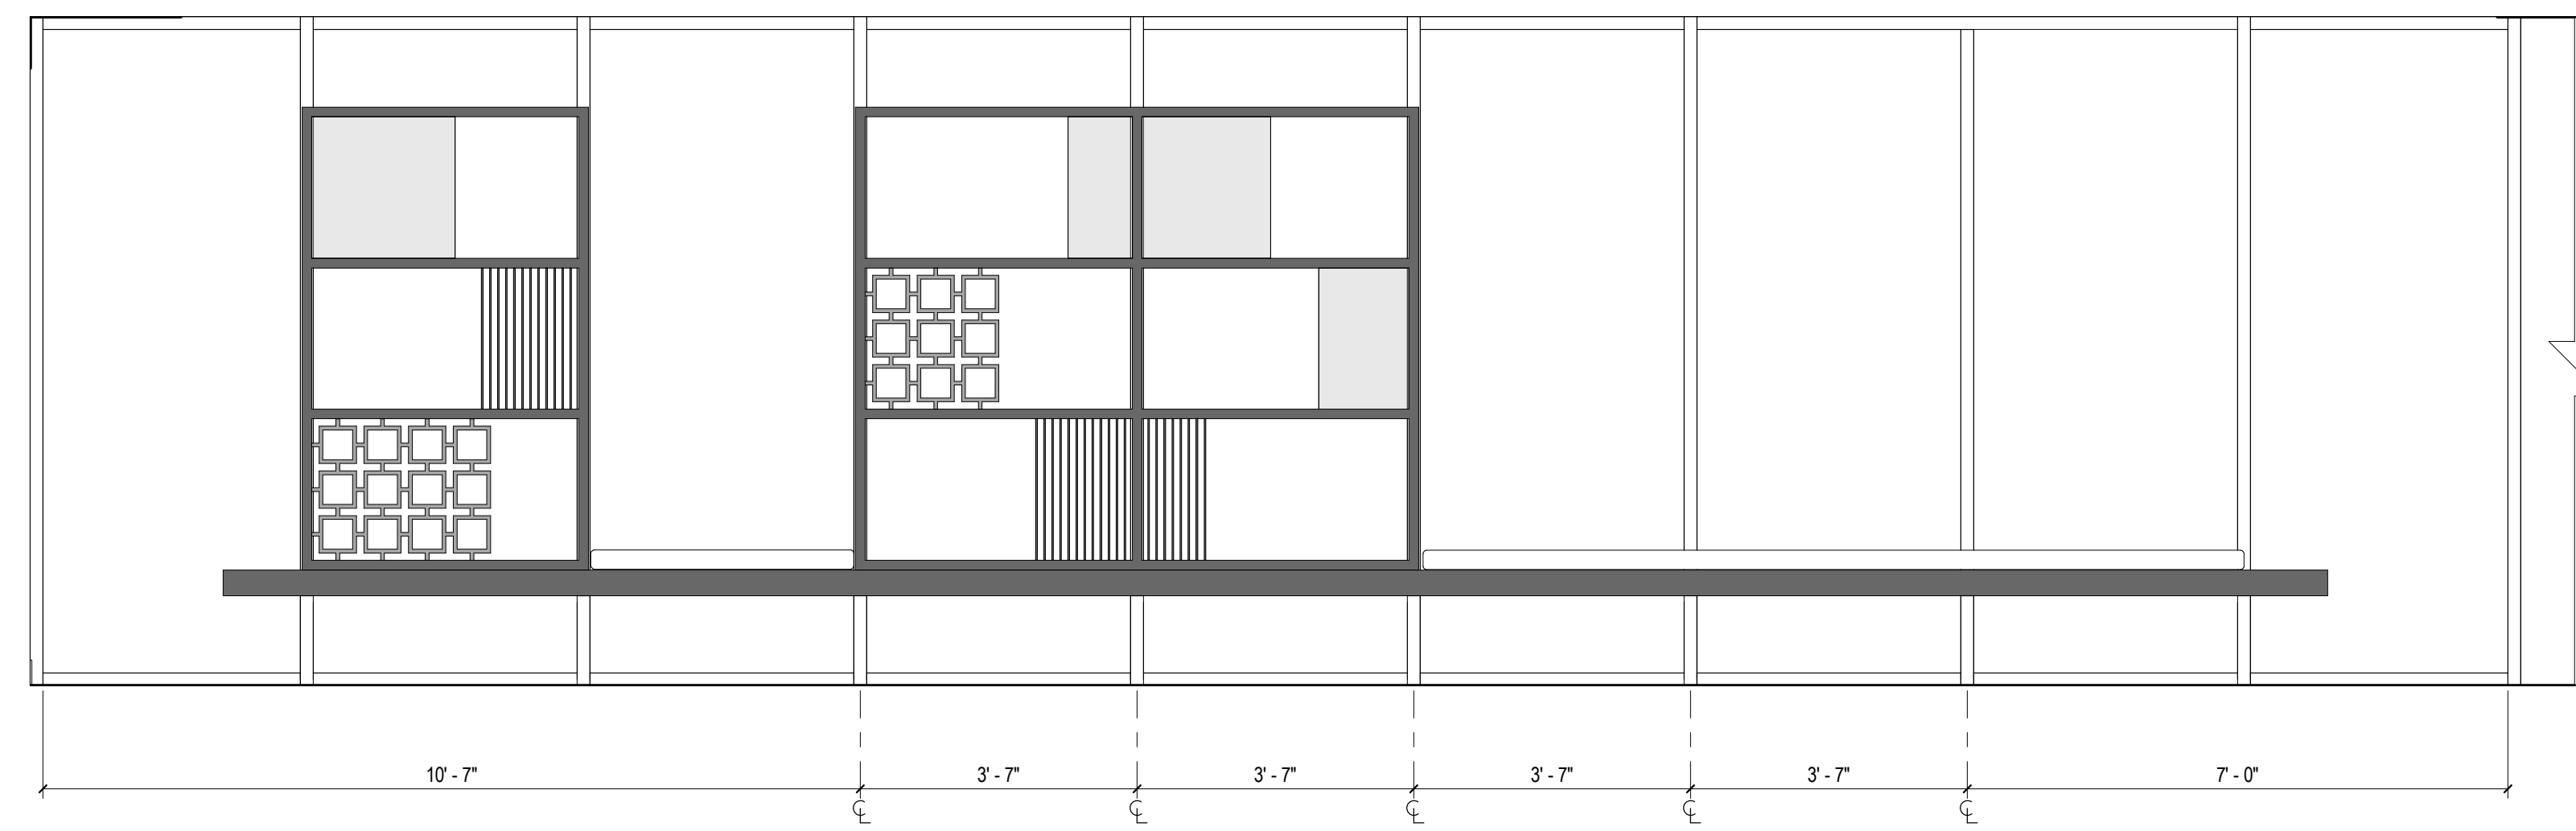 10' - 7" 3' - 7" 3' - 7" 3' - 7" 3' - 7" 7' - 0"
℄ ℄ ℄ ℄ ℄